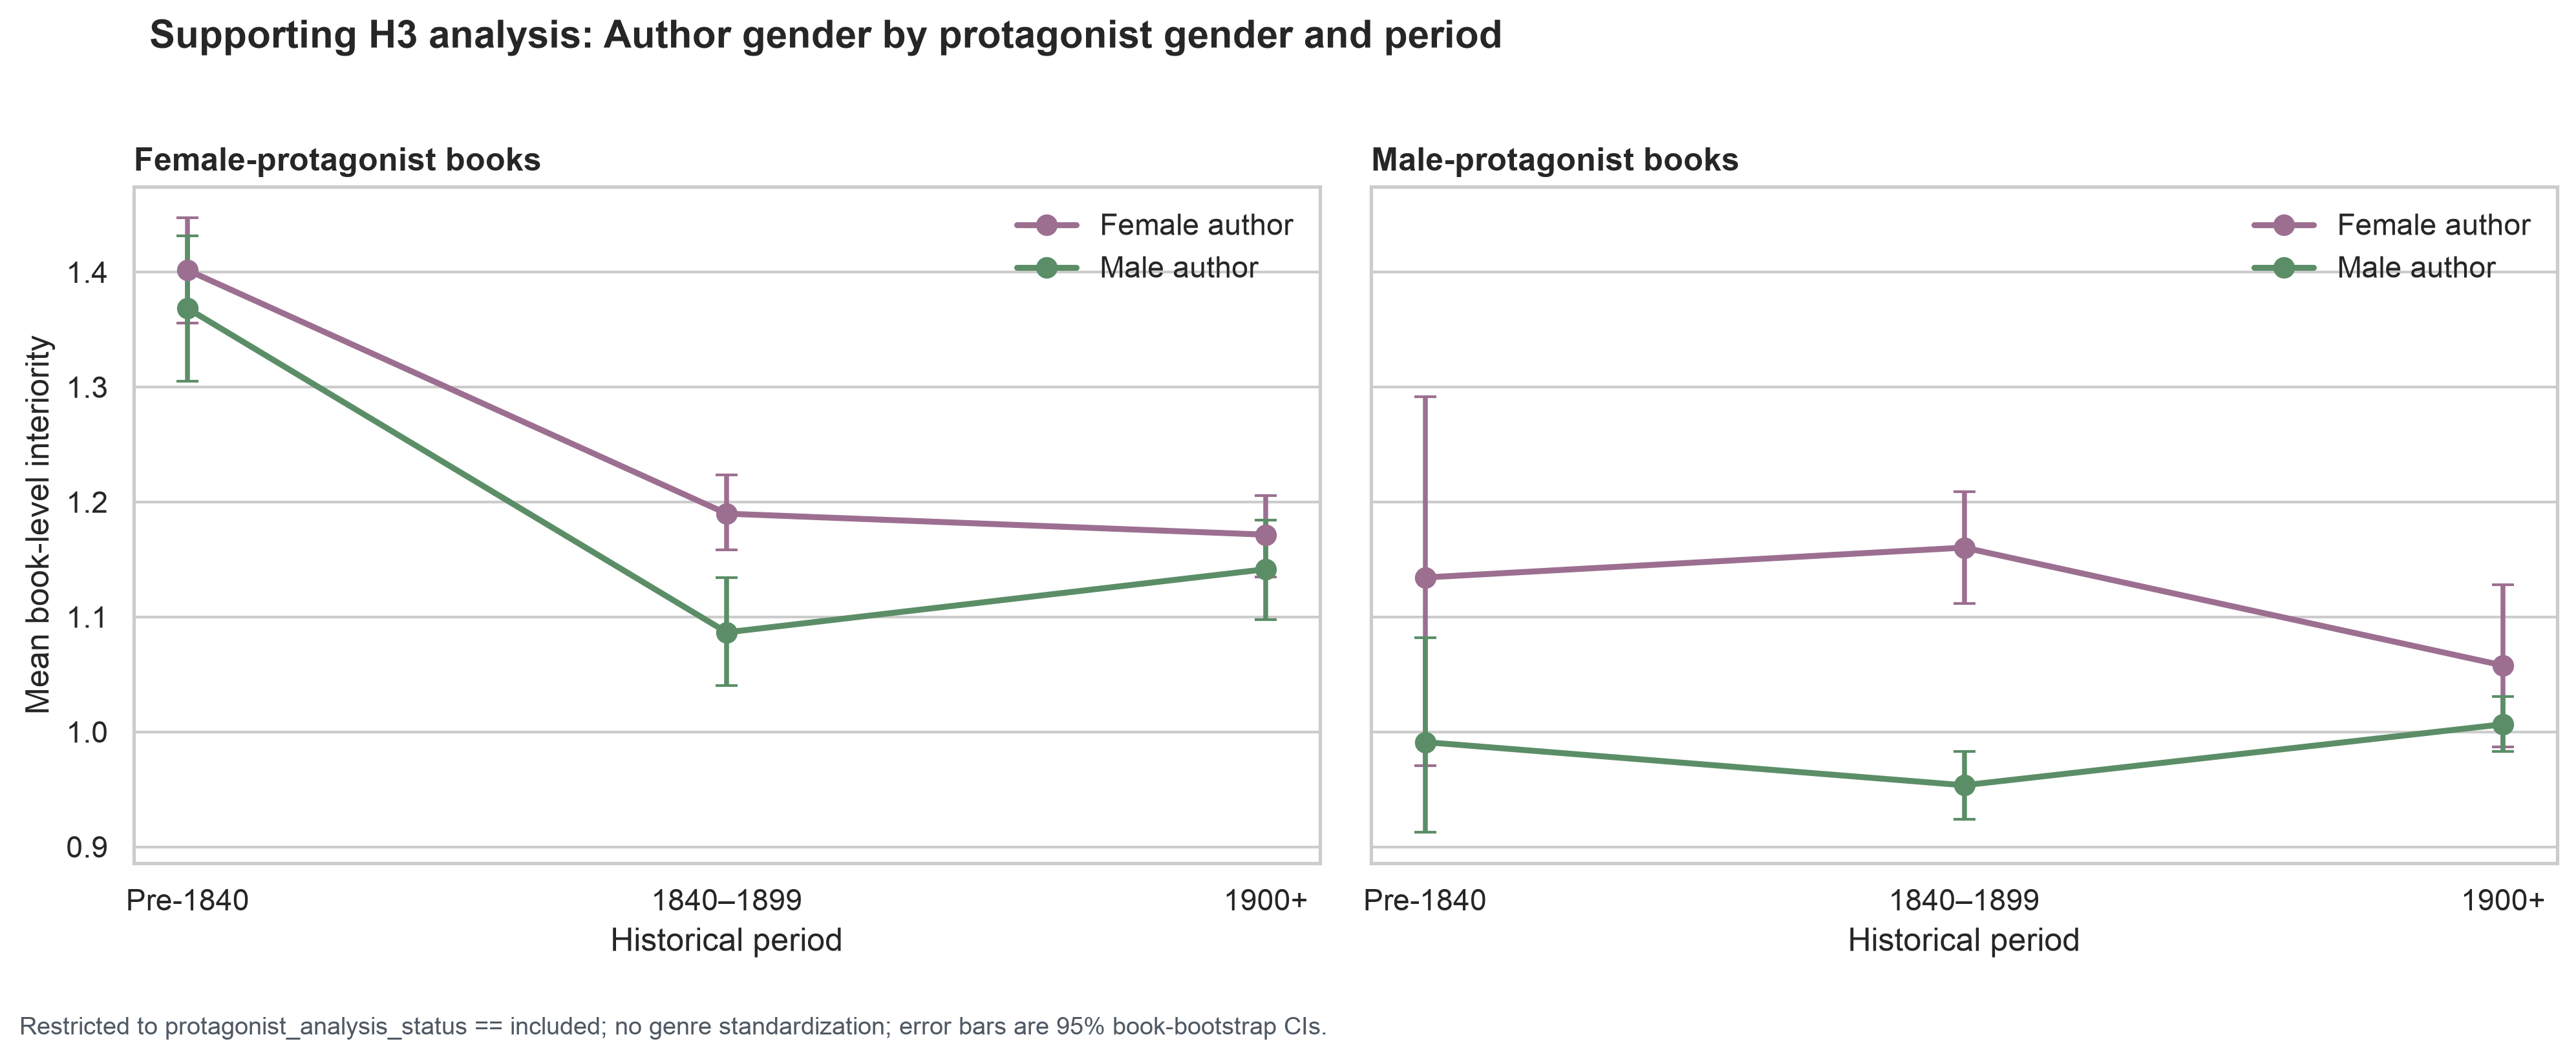 Supporting H3 analysis: Author gender by protagonist gender and period
Female-protagonist books
Female author
Male author
1.4
1.3
1.2
1.1
1.0
0.9
Mean book-level interiority
Pre-1840
1840–1899
1900+
Historical period
Male-protagonist books
Female author
Male author
Pre-1840
1840–1899
1900+
Historical period
Restricted to protagonist_analysis_status == included; no genre standardization; error bars are 95% book-bootstrap CIs.